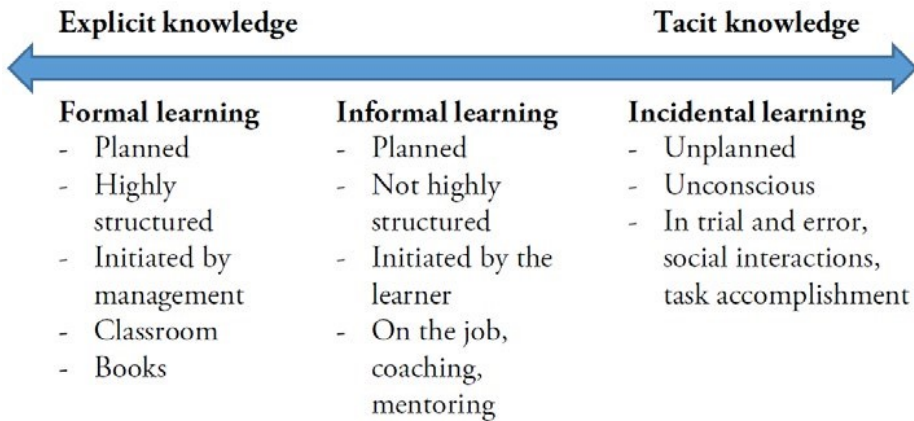 Explicit knowledge
Tacit knowledge
Formal learning
- Planned
- Highly
structured
- Initiated by
management
- Classroom
- Books
Informal learning
- Planned
- Not highly
structured
- Initiated by the
learner
- On the job,
coaching,
mentoring
Incidental learning
- Unplanned
- Unconscious
- In trial and error,
social interactions,
task accomplishment